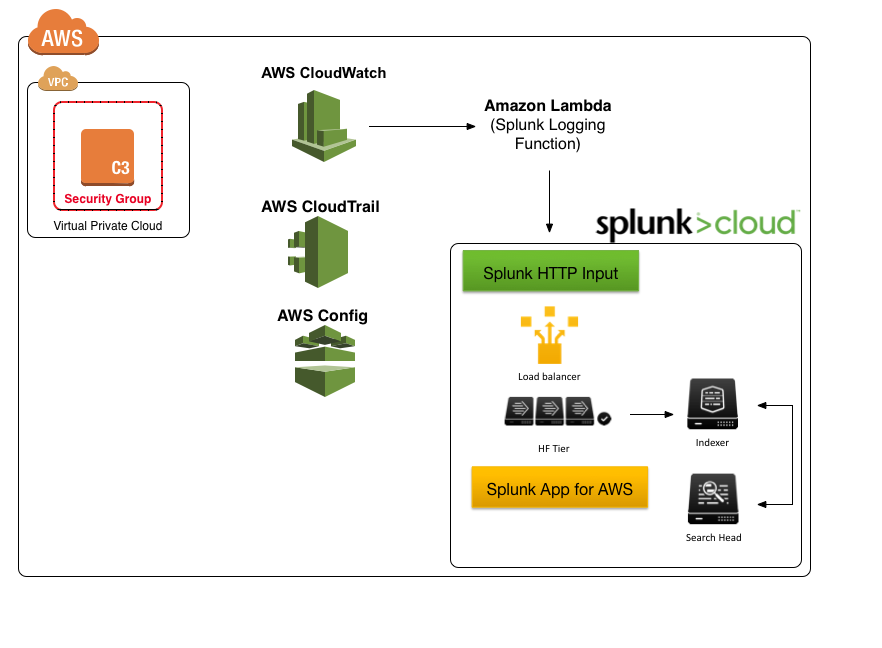 AWS
VPC
C3
Security Group
Virtual Private Cloud
AWS CloudWatch
Amazon Lambda
(Splunk Logging
Function)
AWS CloudTrail
AWS Config
splunk>cloud™
Splunk HTTP Input
Load balancer
HF Tier
Indexer
Splunk App for AWS
Search Head